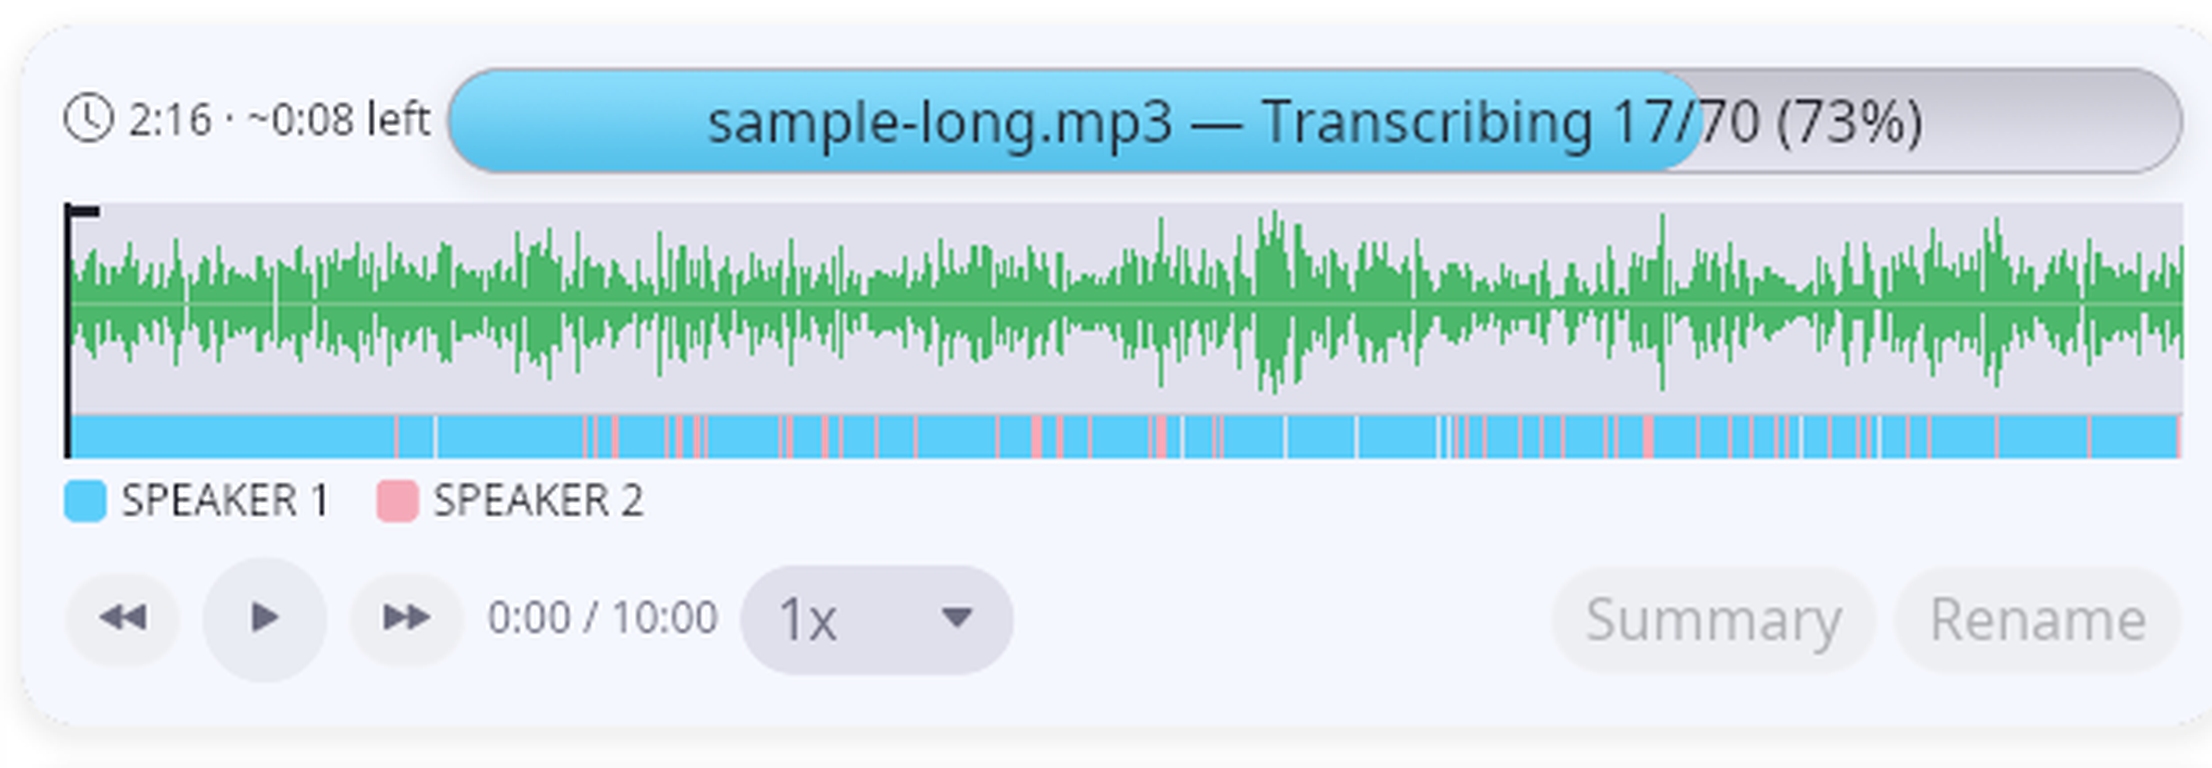 2:16 · ~0:08 left
sample-long.mp3 — Transcribing 17/70 (73%)
SPEAKER 1 SPEAKER 2
0:00 / 10:00 1x Summary Rename